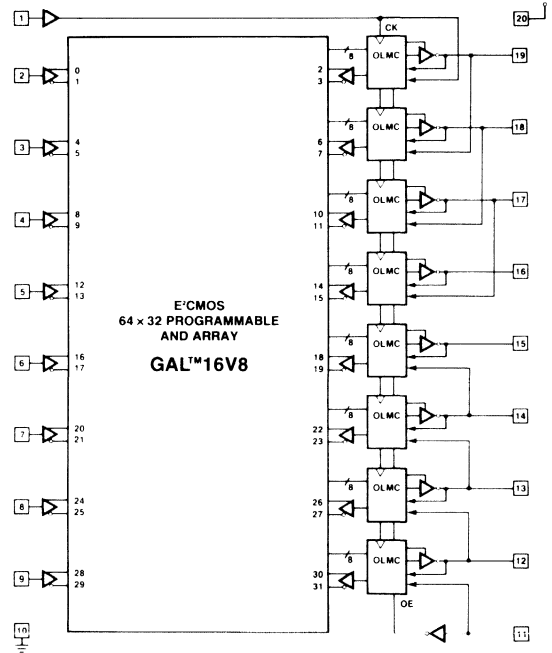 1 CK 20
8 OLMC 19
2 0 2
1 3
8 OLMC 18
3 4 6
5 7
8 OLMC 17
4 8 10
9 11
8 OLMC 16
5 12 14
13 15
E²CMOS
64 × 32 PROGRAMMABLE
AND ARRAY
GAL™16V8
8 OLMC 15
6 16 18
17 19
8 OLMC 14
7 20 22
21 23
8 OLMC 13
8 24 26
25 27
8 OLMC 12
9 28 30
29 31
OE
10 11